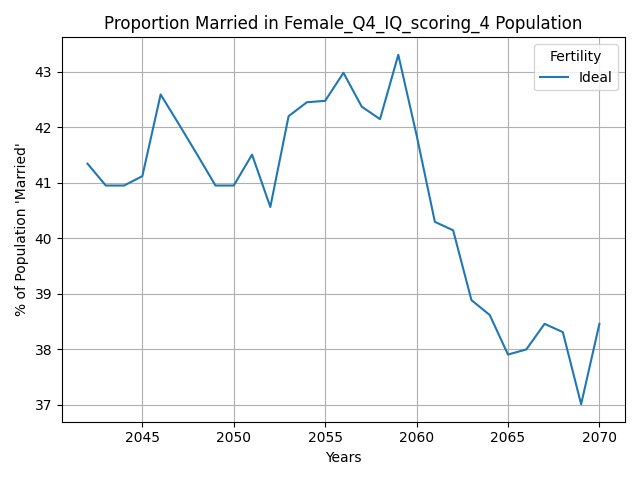 Proportion Married in Female_Q4_IQ_scoring_4 Population
Fertility
Ideal
% of Population 'Married'
43
42
41
40
39
38
37
2045 2050 2055 2060 2065 2070
Years